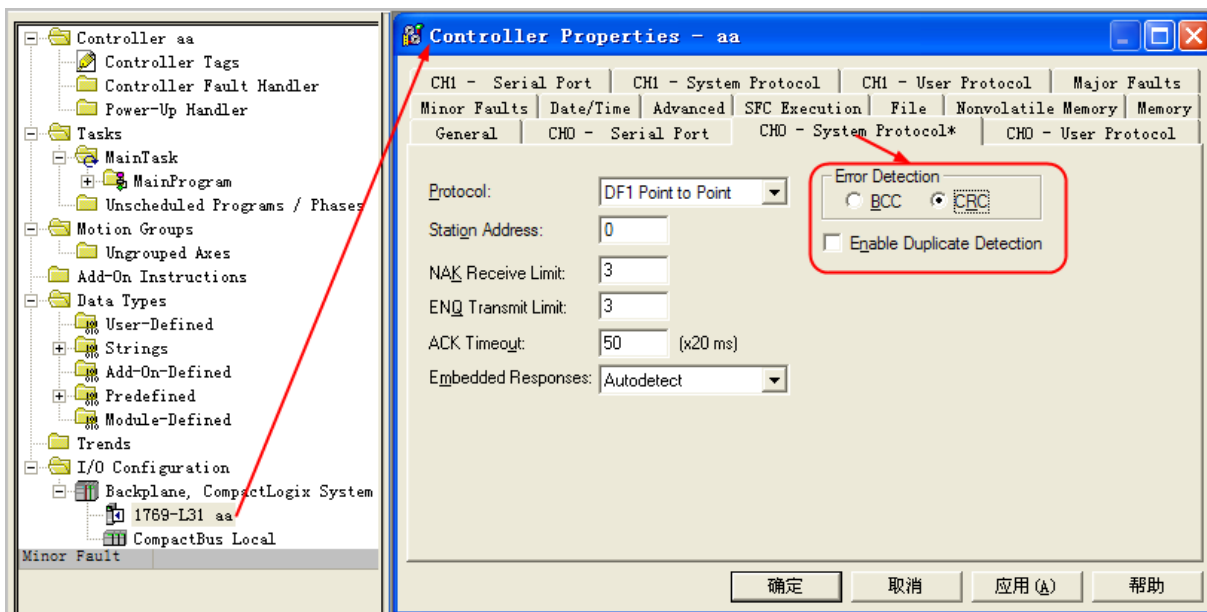 Controller aa
Controller Tags
Controller Fault Handler
Power-Up Handler
Tasks
MainTask
MainProgram
Unscheduled Programs / Phases
Motion Groups
Ungrouped Axes
Add-On Instructions
Data Types
User-Defined
Strings
Add-On-Defined
Predefined
Module-Defined
Trends
I/O Configuration
Backplane, CompactLogix System
1769-L31 aa
CompactBus Local
Minor Fault
Controller Properties - aa
CH1 - Serial Port
CH1 - System Protocol
CH1 - User Protocol
Major Faults
Minor Faults
Date/Time
Advanced
SFC Execution
File
Nonvolatile Memory
Memory
General
CH0 - Serial Port
CH0 - System Protocol*
CH0 - User Protocol
Protocol:
DF1 Point to Point
Station Address:
0
NAK Receive Limit:
3
ENQ Transmit Limit:
3
ACK Timeout:
50
(x20 ms)
Embedded Responses:
Autodetect
Error Detection
BCC
CRC
Enable Duplicate Detection
确定
取消
应用(A)
帮助